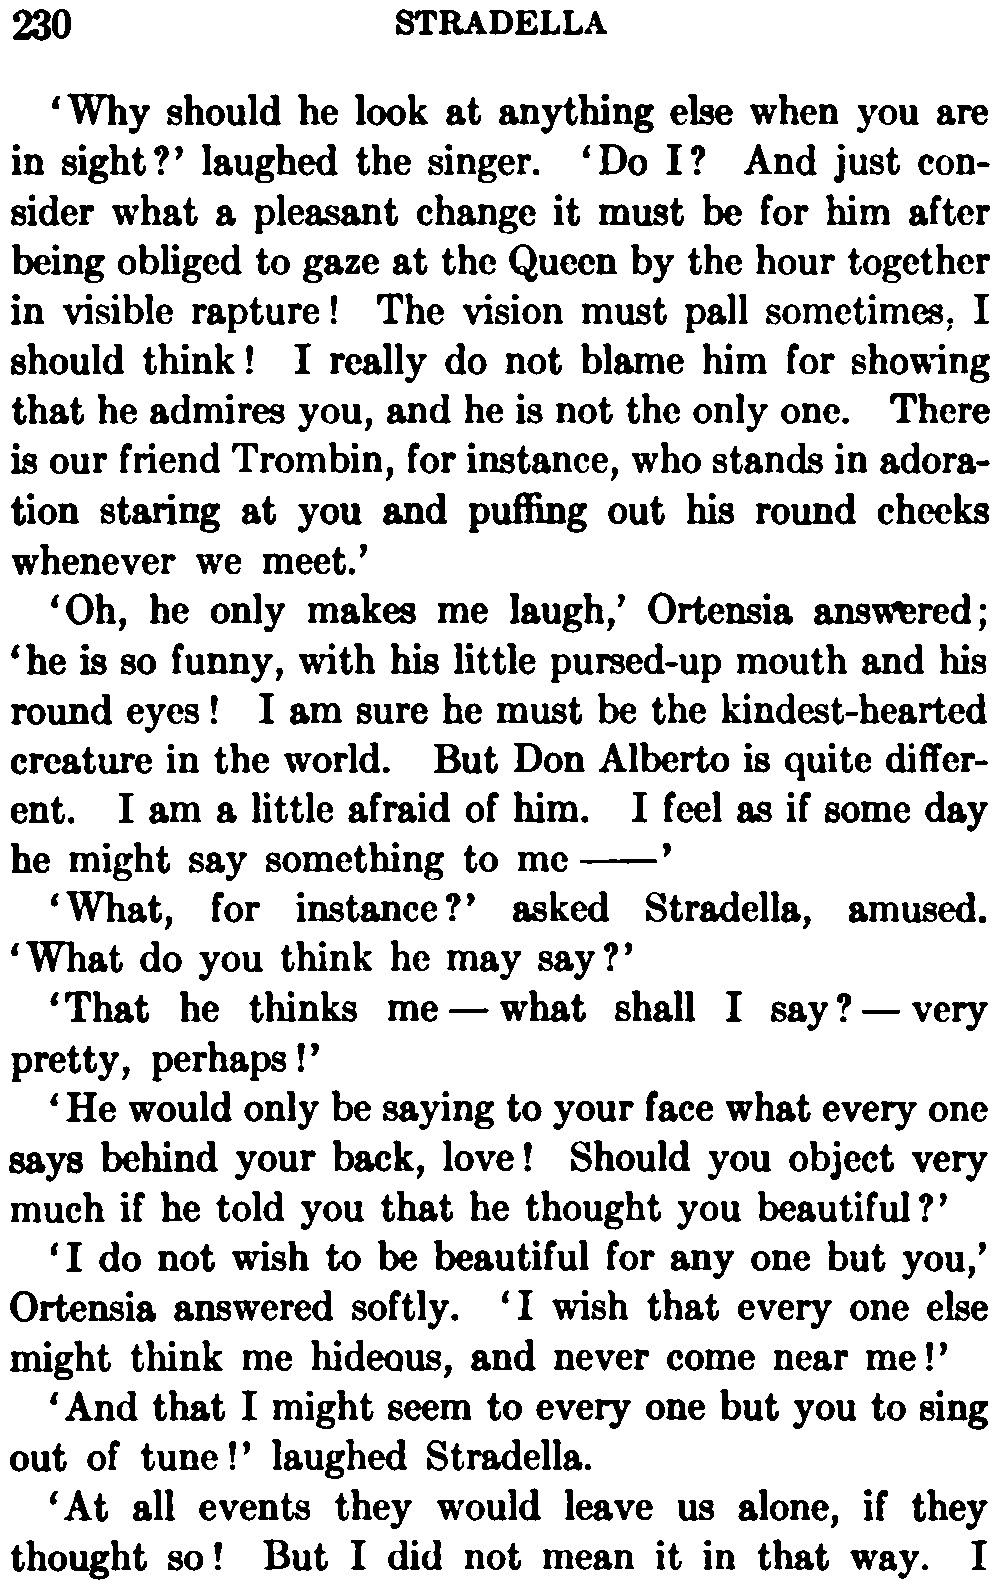 230 STRADELLA
‘Why should he look at anything else when you are
in sight?’ laughed the singer. ‘Do I? And just con-
sider what a pleasant change it must be for him after
being obliged to gaze at the Queen by the hour together
in visible rapture! The vision must pall sometimes, I
should think! I really do not blame him for showing
that he admires you, and he is not the only one. There
is our friend Trombin, for instance, who stands in adora-
tion staring at you and puffing out his round cheeks
whenever we meet.’
‘Oh, he only makes me laugh,’ Ortensia answered;
‘he is so funny, with his little pursed-up mouth and his
round eyes! I am sure he must be the kindest-hearted
creature in the world. But Don Alberto is quite differ-
ent. I am a little afraid of him. I feel as if some day
he might say something to me ——’
‘What, for instance?’ asked Stradella, amused.
‘What do you think he may say?’
‘That he thinks me — what shall I say? — very
pretty, perhaps!’
‘He would only be saying to your face what every one
says behind your back, love! Should you object very
much if he told you that he thought you beautiful?’
‘I do not wish to be beautiful for any one but you,’
Ortensia answered softly. ‘I wish that every one else
might think me hideous, and never come near me!’
‘And that I might seem to every one but you to sing
out of tune!’ laughed Stradella.
‘At all events they would leave us alone, if they
thought so! But I did not mean it in that way. I